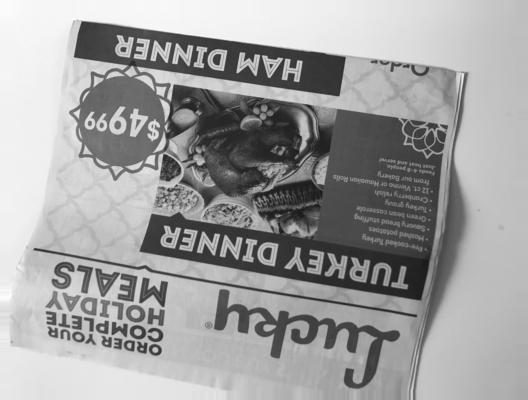 Lucky®
ORDER YOUR
COMPLETE
HOLIDAY
MEALS
TURKEY DINNER
• Pre-cooked Turkey
• Mashed potatoes
• Savory bread stuffing
• Green bean casserole
• Turkey gravy
• Cranberry relish
• 12, ct. Vienna or Hawaiian Rolls
from our Bakery
Feeds 6-8 people.
Just heat and serve!
$4999
HAM DINNER
Order